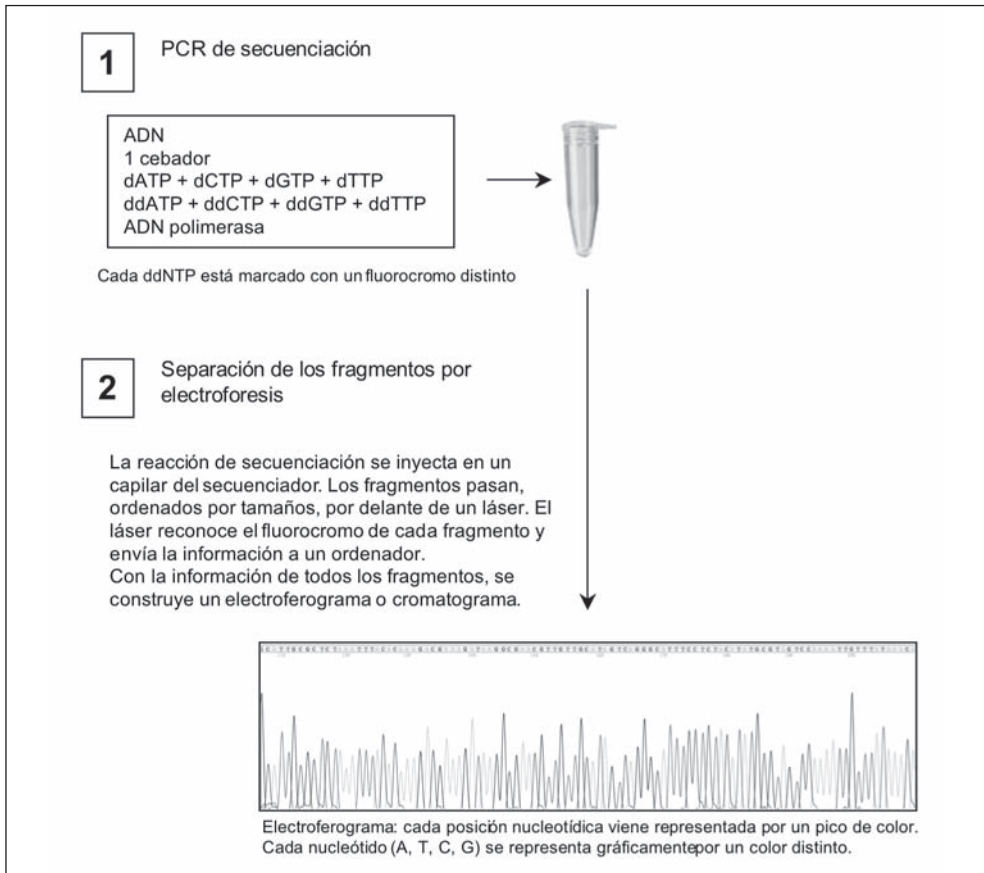 1
PCR de secuenciación
ADN
1 cebador
dATP + dCTP + dGTP + dTTP
ddATP + ddCTP + ddGTP + ddTTP
ADN polimerasa
Cada ddNTP está marcado con un fluorocromo distinto
2
Separación de los fragmentos por
electroforesis
La reacción de secuenciación se inyecta en un
capilar del secuenciador. Los fragmentos pasan,
ordenados por tamaños, por delante de un láser. El
láser reconoce el fluorocromo de cada fragmento y
envía la información a un ordenador.
Con la información de todos los fragmentos, se
construye un electroferograma o cromatograma.
Electroferograma: cada posición nucleotídica viene representada por un pico de color.
Cada nucleótido (A, T, C, G) se representa gráficamentepor un color distinto.